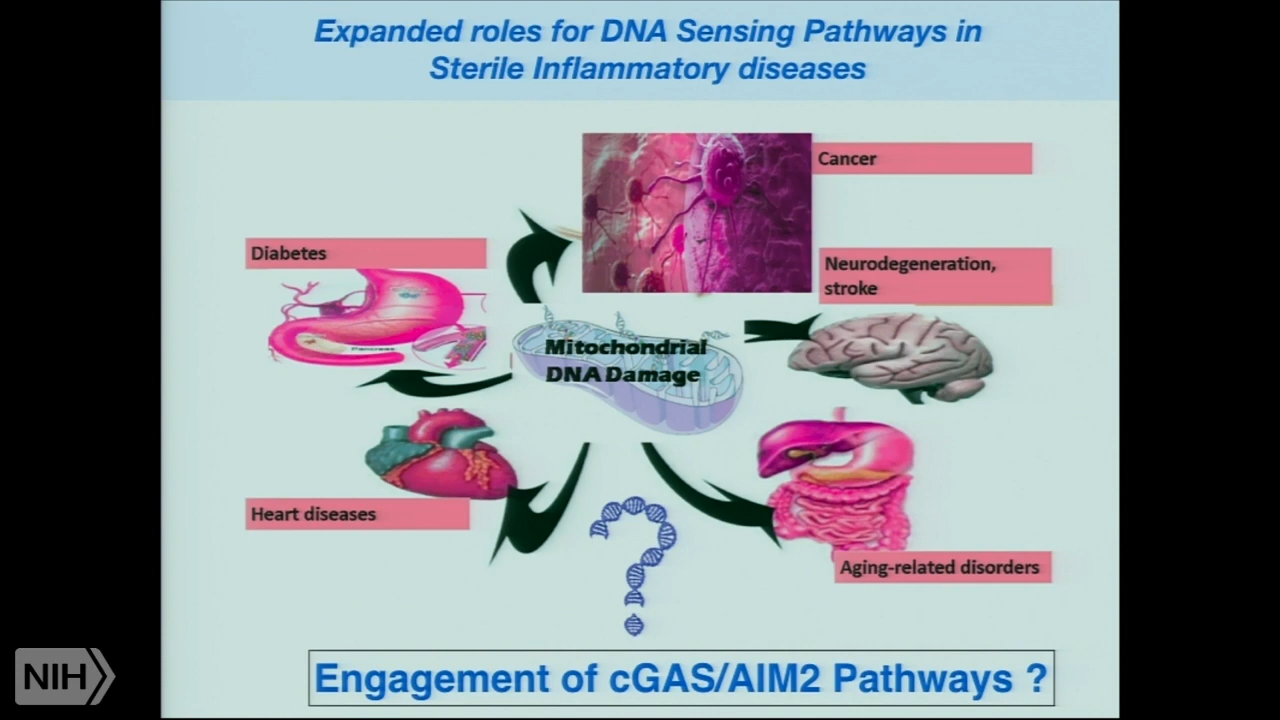 Expanded roles for DNA Sensing Pathways in
Sterile Inflammatory diseases
Cancer
Diabetes
Neurodegeneration,
stroke
Pancreas
Mitochondrial
DNA Damage
Heart diseases
Aging-related disorders
Engagement of cGAS/AIM2 Pathways ?
NIH